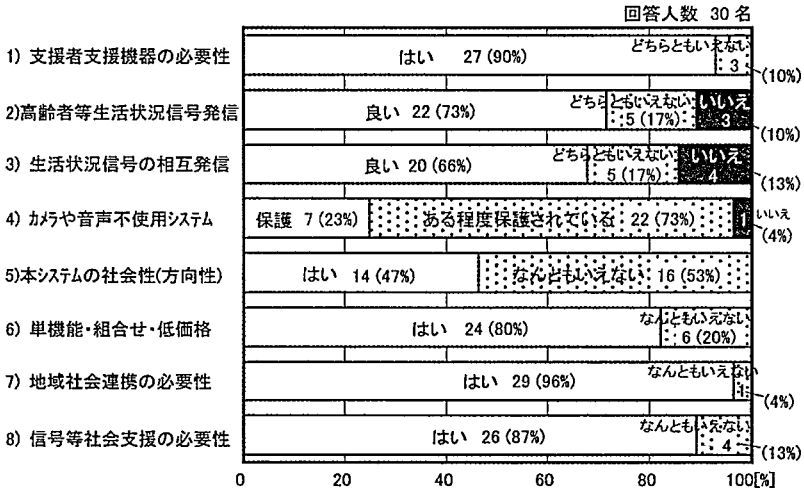 回答人数 30 名
1) 支援者支援機器の必要性
はい 27 (90%)
どちらともいえない
3
(10%)
2)高齢者等生活状況信号発信
良い 22 (73%)
どちらともいえない
5 (17%)
いいえ
3
(10%)
3) 生活状況信号の相互発信
良い 20 (66%)
どちらともいえない
5 (17%)
いいえ
4
(13%)
4) カメラや音声不使用システム
保護 7 (23%)
ある程度保護されている 22 (73%)
1
いいえ
(4%)
5)本システムの社会性(方向性)
はい 14 (47%)
なんともいえない 16 (53%)
6) 単機能・組合せ・低価格
はい 24 (80%)
なんともいえない
6 (20%)
7) 地域社会連携の必要性
はい 29 (96%)
なんともいえない
1
(4%)
8) 信号等社会支援の必要性
はい 26 (87%)
なんともいえない
4
(13%)
0 20 40 60 80 100[%]